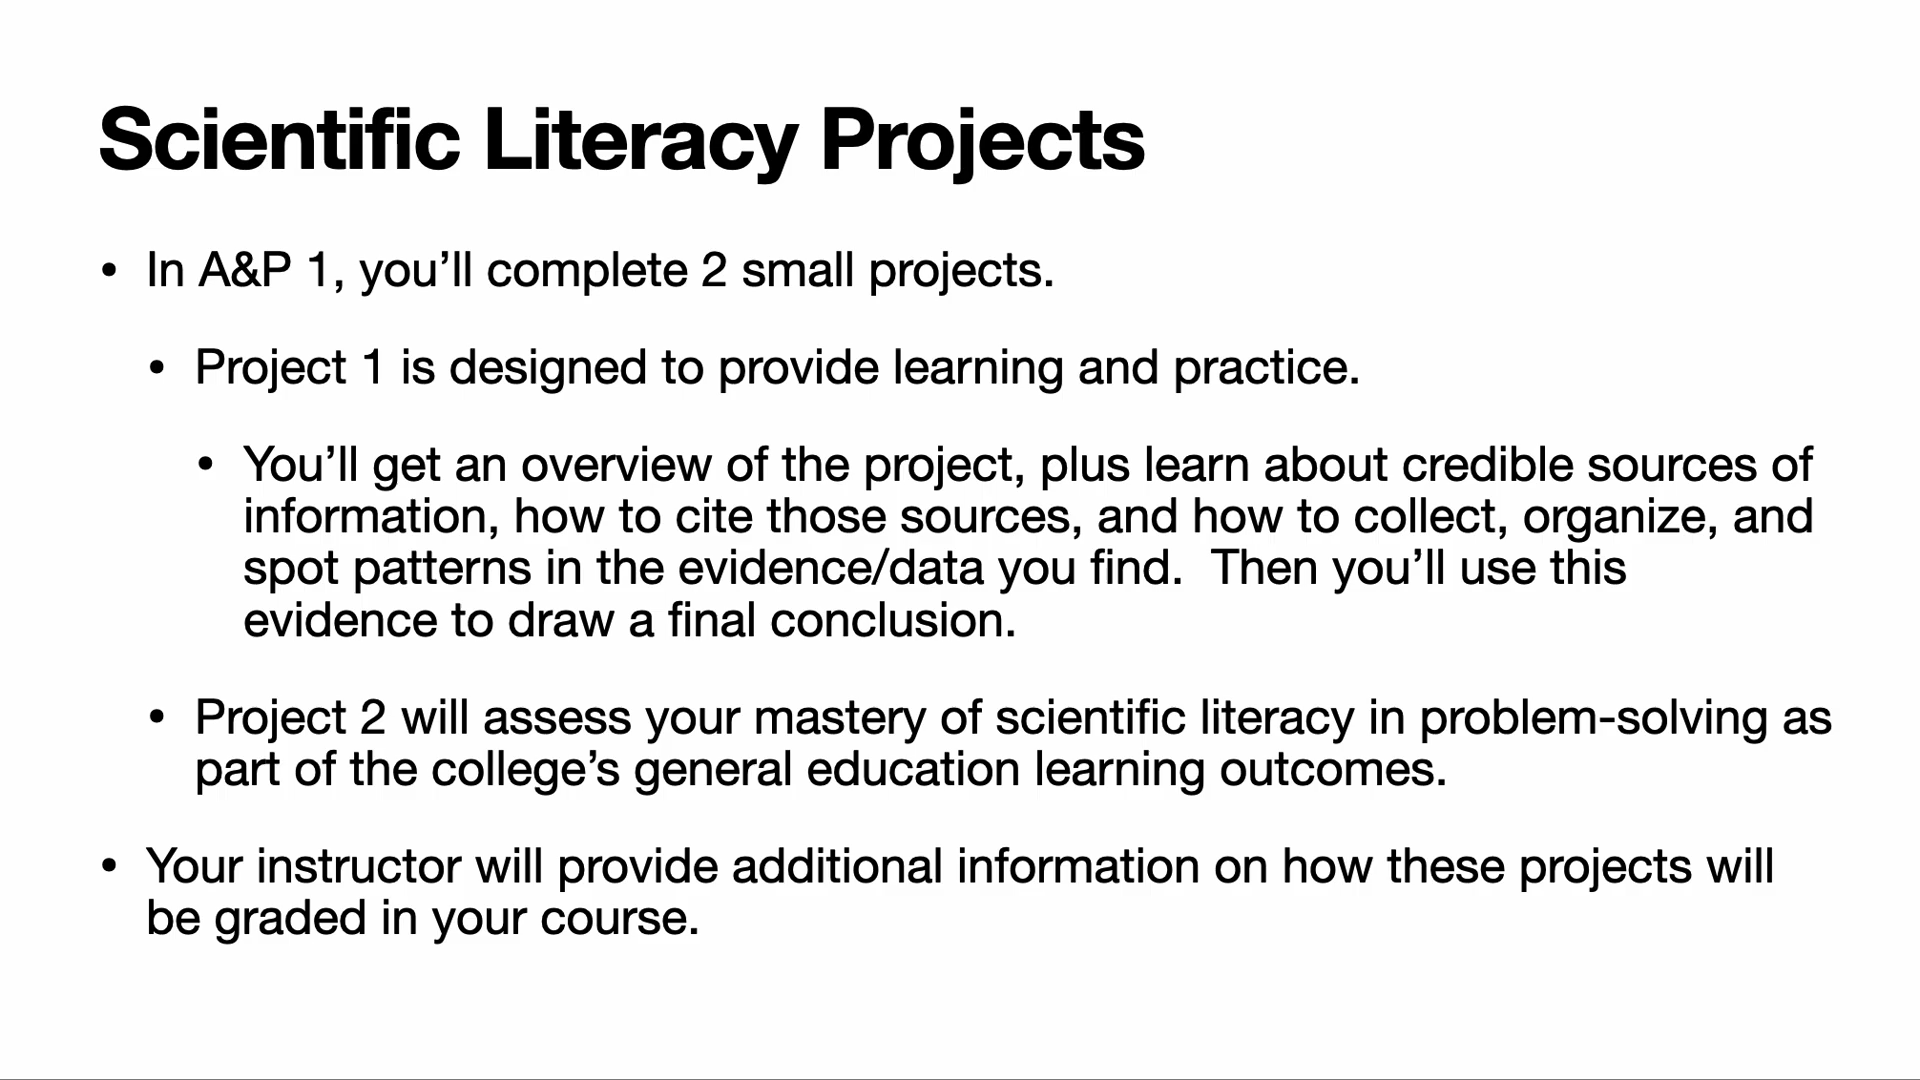 Scientific Literacy Projects
• In A&P 1, you’ll complete 2 small projects.
• Project 1 is designed to provide learning and practice.
• You’ll get an overview of the project, plus learn about credible sources of
information, how to cite those sources, and how to collect, organize, and
spot patterns in the evidence/data you find.  Then you’ll use this
evidence to draw a final conclusion.
• Project 2 will assess your mastery of scientific literacy in problem-solving as
part of the college’s general education learning outcomes.
• Your instructor will provide additional information on how these projects will
be graded in your course.